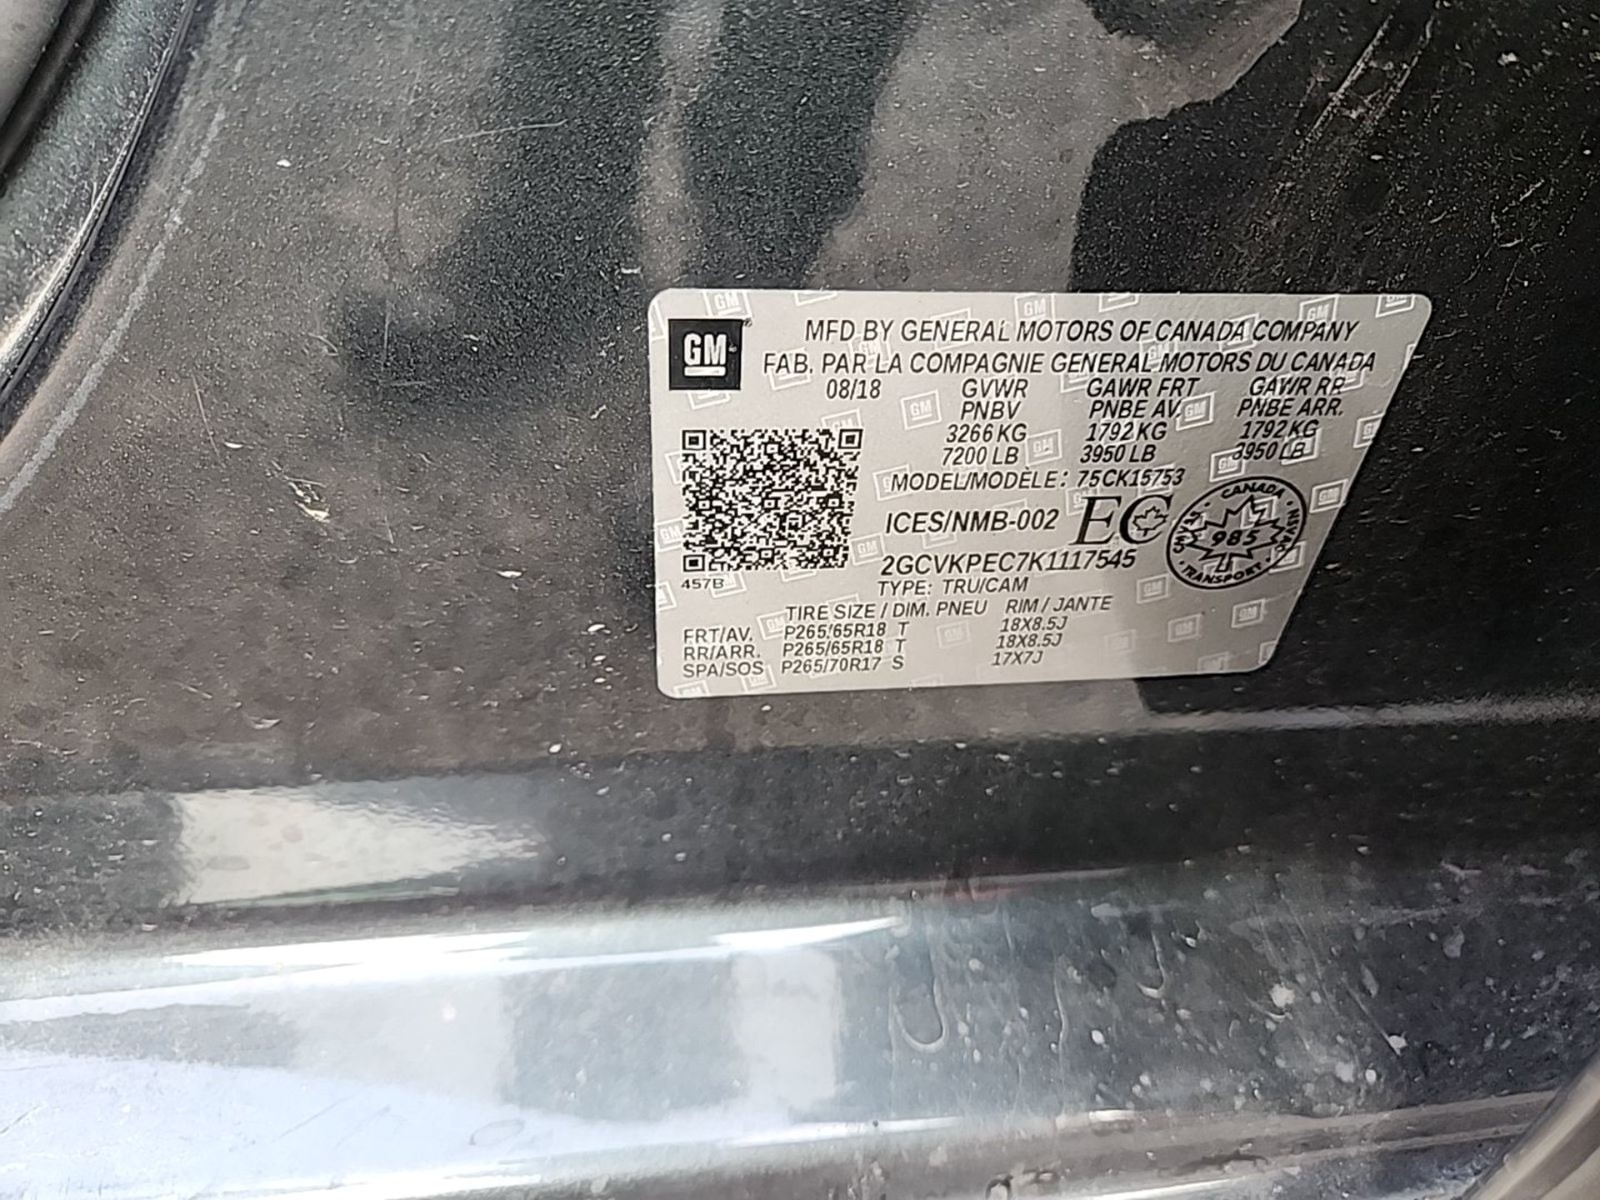 GM
MFD BY GENERAL MOTORS OF CANADA COMPANY
FAB. PAR LA COMPAGNIE GENERAL MOTORS DU CANADA
08/18 GVWR GAWR FRT GAWR RR
PNBV PNBE AV. PNBE ARR.
3266 KG 1792 KG 1792 KG
7200 LB 3950 LB 3950 LB
MODEL/MODÈLE: 75CK15753
ICES/NMB-002 EC
CANADA
985
TRANSPORT
2GCVKPEC7K1117545
457B
TYPE: TRU/CAM
TIRE SIZE / DIM. PNEU RIM / JANTE
FRT/AV. P265/65R18 T 18X8.5J
RR/ARR. P265/65R18 T 18X8.5J
SPA/SOS P265/70R17 S 17X7J